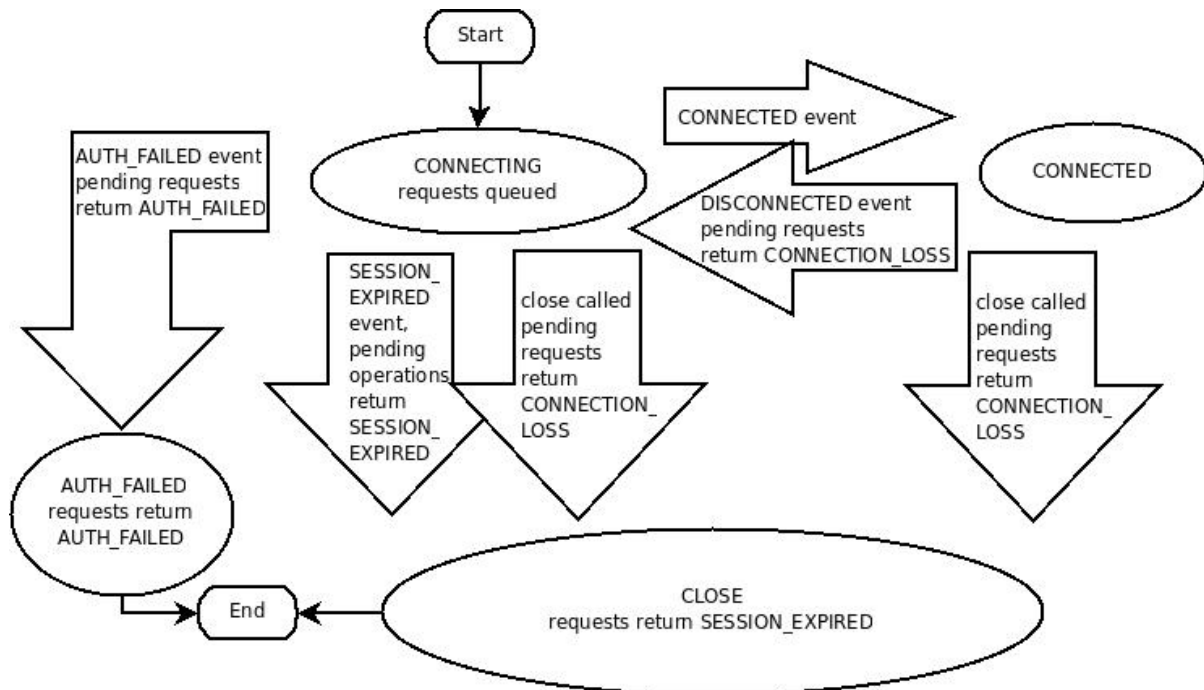 Start
CONNECTED event
AUTH_FAILED event
pending requests
return AUTH_FAILED
CONNECTING
requests queued
CONNECTED
DISCONNECTED event
pending requests
return CONNECTION_LOSS
SESSION_
EXPIRED
event,
pending
operations
return
SESSION_
EXPIRED
close called
pending
requests
return
CONNECTION_
LOSS
close called
pending
requests
return
CONNECTION_
LOSS
AUTH_FAILED
requests return
AUTH_FAILED
End
CLOSE
requests return SESSION_EXPIRED